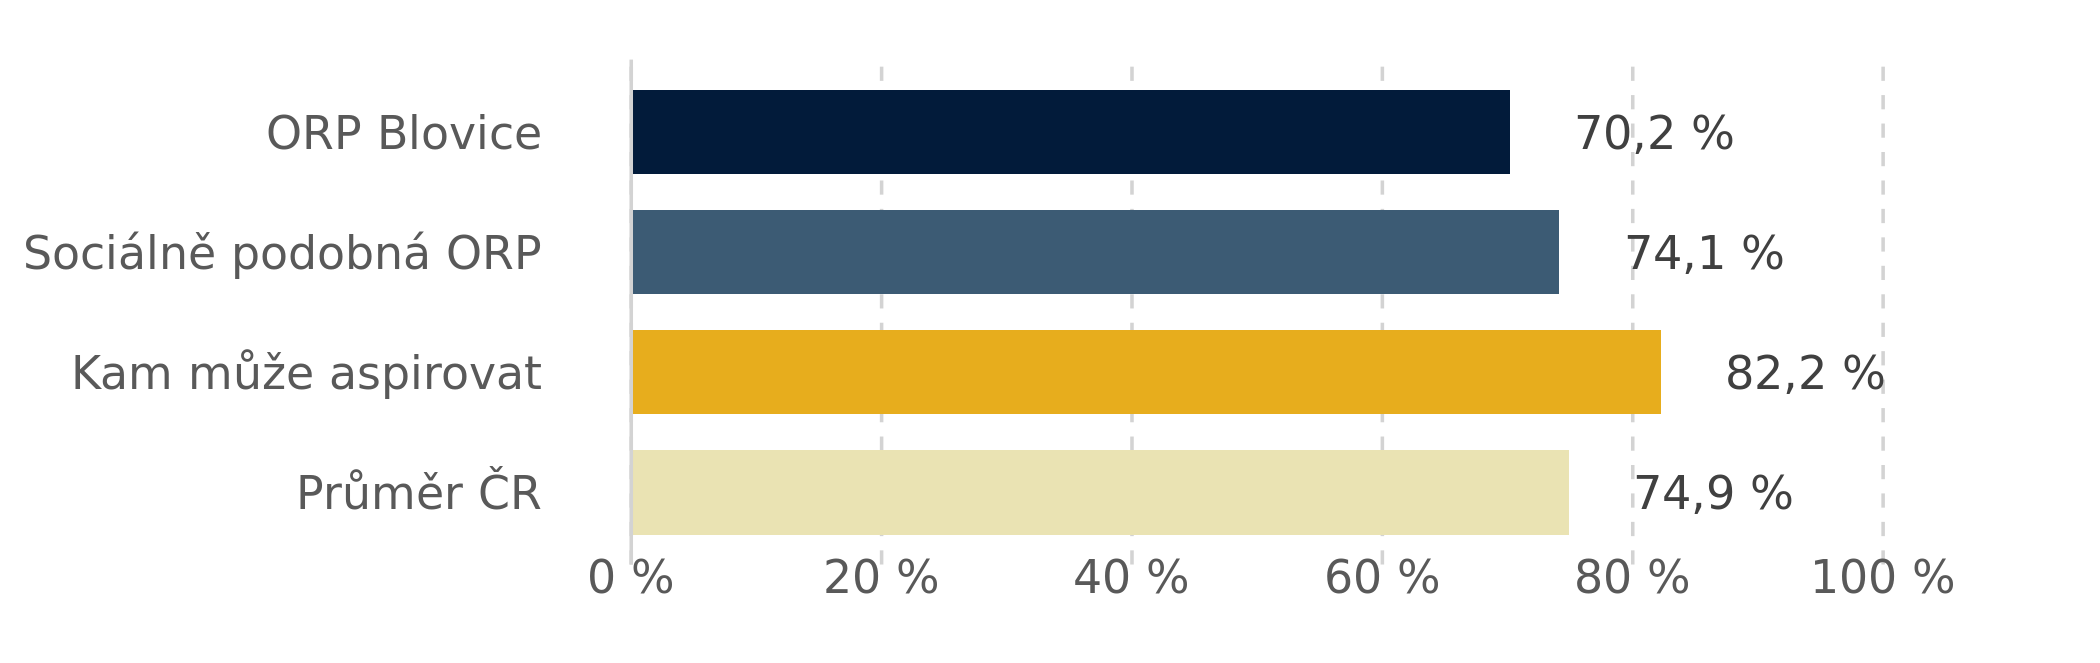 ORP Blovice 70,2 %
Sociálně podobná ORP 74,1 %
Kam může aspirovat 82,2 %
Průměr ČR 74,9 %
0 % 20 % 40 % 60 % 80 % 100 %